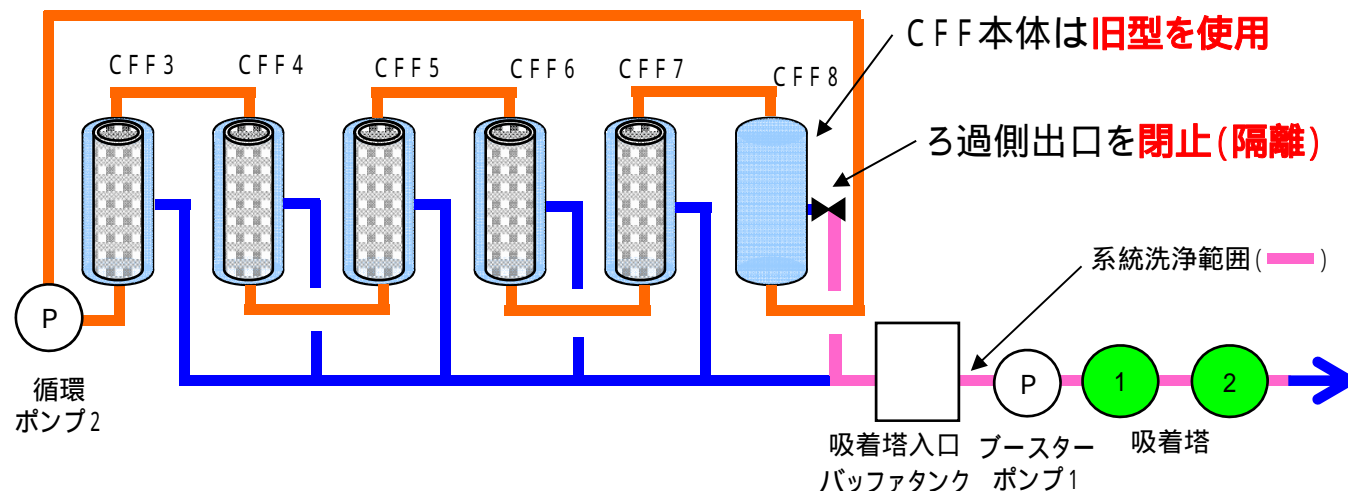 CFF本体は旧型を使用
CFF3
CFF4
CFF5
CFF6
CFF7
CFF8
ろ過側出口を閉止(隔離)
系統洗浄範囲( )
P
循環
ポンプ2
P
1
2
吸着塔入口
バッファタンク
ブースター
ポンプ1
吸着塔